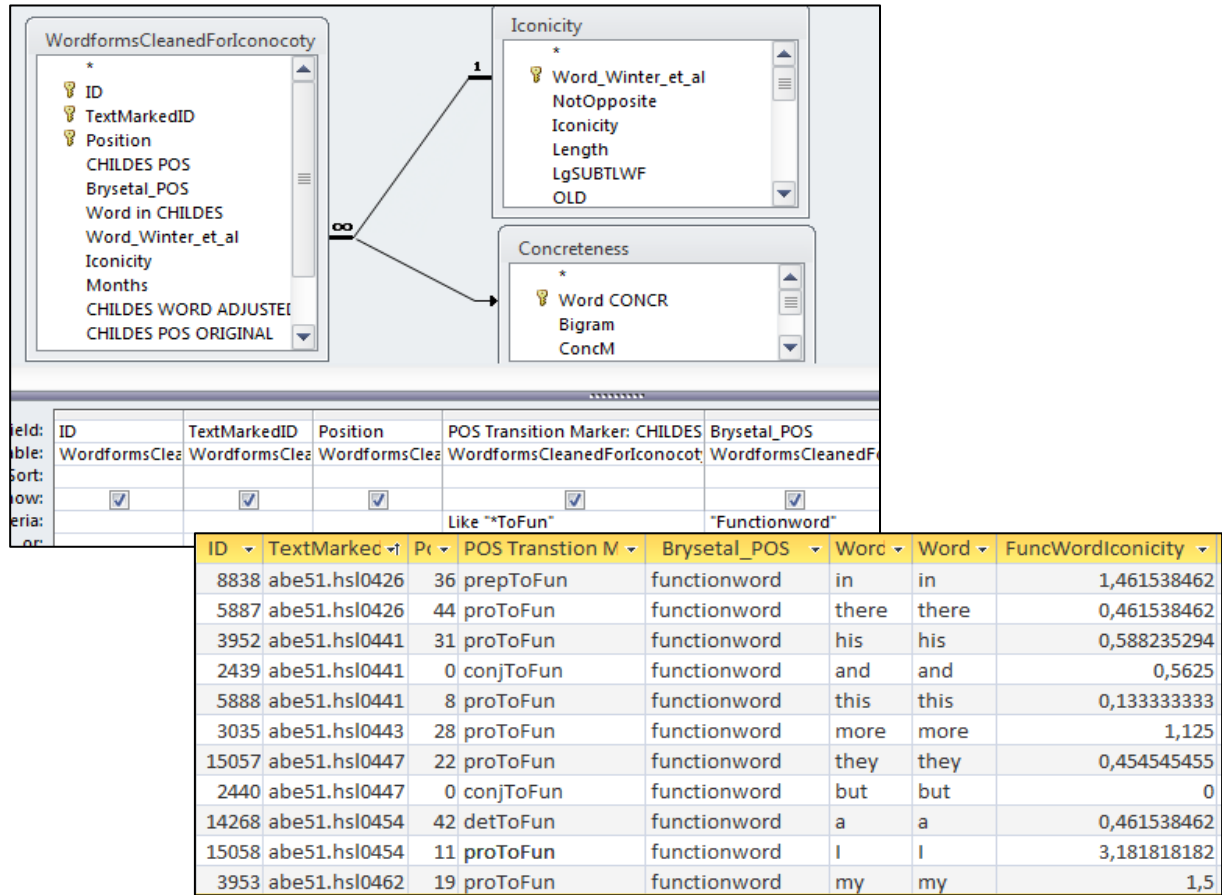 WordformsCleanedForIconocoty
*
ID
TextMarkedID
Position
CHILDES POS
Brysetal_POS
Word in CHILDES
Word_Winter_et_al
Iconicity
Months
CHILDES WORD ADJUSTED
CHILDES POS ORIGINAL
1
∞
Iconicity
*
Word_Winter_et_al
NotOpposite
Iconicity
Length
LgSUBTLWF
OLD
Concreteness
*
Word CONCR
Bigram
ConcM
ield: ID TextMarkedID Position POS Transition Marker: CHILDES Brysetal_POS
ble: WordformsClea WordformsClea WordformsClea WordformsCleanedForIconocot WordformsCleanedFo
Sort:
how:
eria: Like "*ToFun" "Functionword"
or:
ID TextMarked Po POS Transtion M Brysetal_POS Word Word FuncWordIconicity
8838 abe51.hsl0426 36 prepToFun functionword in in 1,461538462
5887 abe51.hsl0426 44 proToFun functionword there there 0,461538462
3952 abe51.hsl0441 31 proToFun functionword his his 0,588235294
2439 abe51.hsl0441 0 conjToFun functionword and and 0,5625
5888 abe51.hsl0441 8 proToFun functionword this this 0,133333333
3035 abe51.hsl0443 28 proToFun functionword more more 1,125
15057 abe51.hsl0447 22 proToFun functionword they they 0,454545455
2440 abe51.hsl0447 0 conjToFun functionword but but 0
14268 abe51.hsl0454 42 detToFun functionword a a 0,461538462
15058 abe51.hsl0454 11 proToFun functionword I I 3,181818182
3953 abe51.hsl0462 19 proToFun functionword my my 1,5